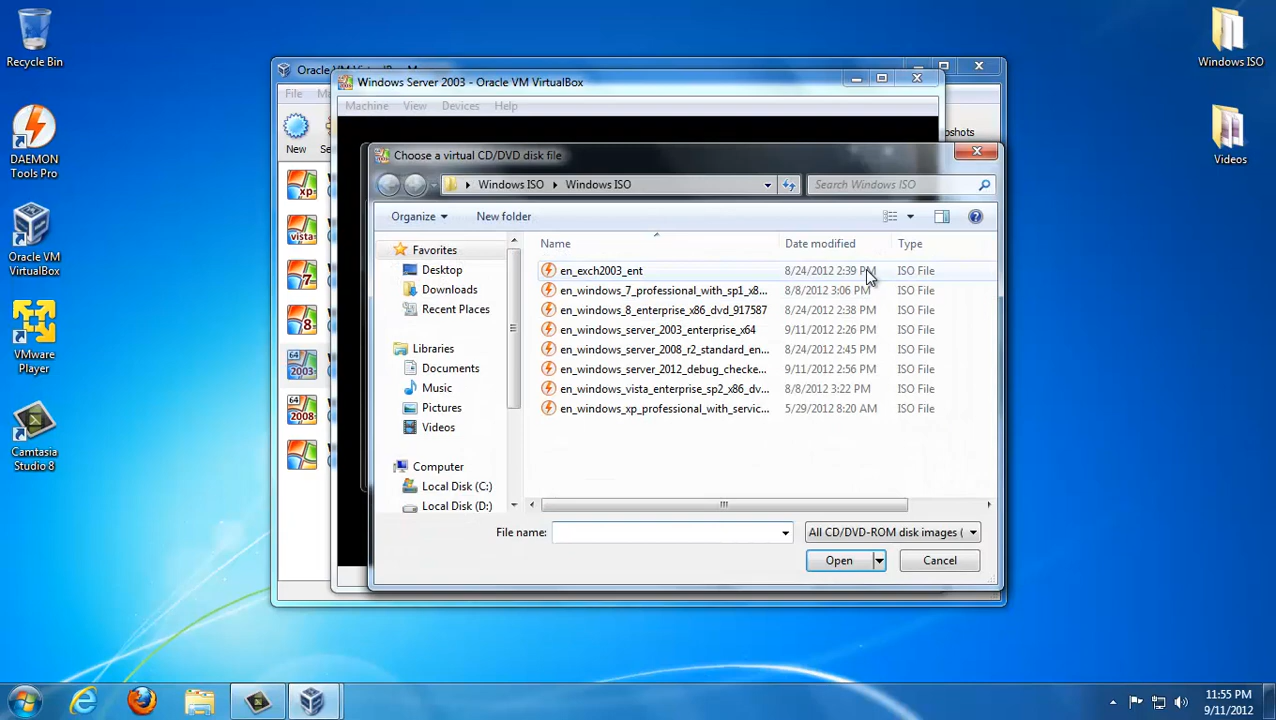 Recycle Bin
DAEMON
Tools Pro
Oracle VM
VirtualBox
VMware
Player
Camtasia
Studio 8
Windows ISO
Videos
Oracle VM VirtualBox
File
New
xp
vista
7
8
64
2003
64
2008
Windows Server 2003 - Oracle VM VirtualBox
Machine View Devices Help
Choose a virtual CD/DVD disk file
Windows ISO Windows ISO
Search Windows ISO
Organize New folder
Favorites
Desktop
Downloads
Recent Places
Libraries
Documents
Music
Pictures
Videos
Computer
Local Disk (C:)
Local Disk (D:)
Name Date modified Type
en_exch2003_ent 8/24/2012 2:39 PM ISO File
en_windows_7_professional_with_sp1_x8... 8/8/2012 3:06 PM ISO File
en_windows_8_enterprise_x86_dvd_917587 8/24/2012 2:38 PM ISO File
en_windows_server_2003_enterprise_x64 9/11/2012 2:26 PM ISO File
en_windows_server_2008_r2_standard_en... 8/24/2012 2:45 PM ISO File
en_windows_server_2012_debug_checke... 9/11/2012 2:56 PM ISO File
en_windows_vista_enterprise_sp2_x86_dv... 8/8/2012 3:22 PM ISO File
en_windows_xp_professional_with_servic... 5/29/2012 8:20 AM ISO File
File name:
All CD/DVD-ROM disk images (
Open Cancel
11:55 PM
9/11/2012